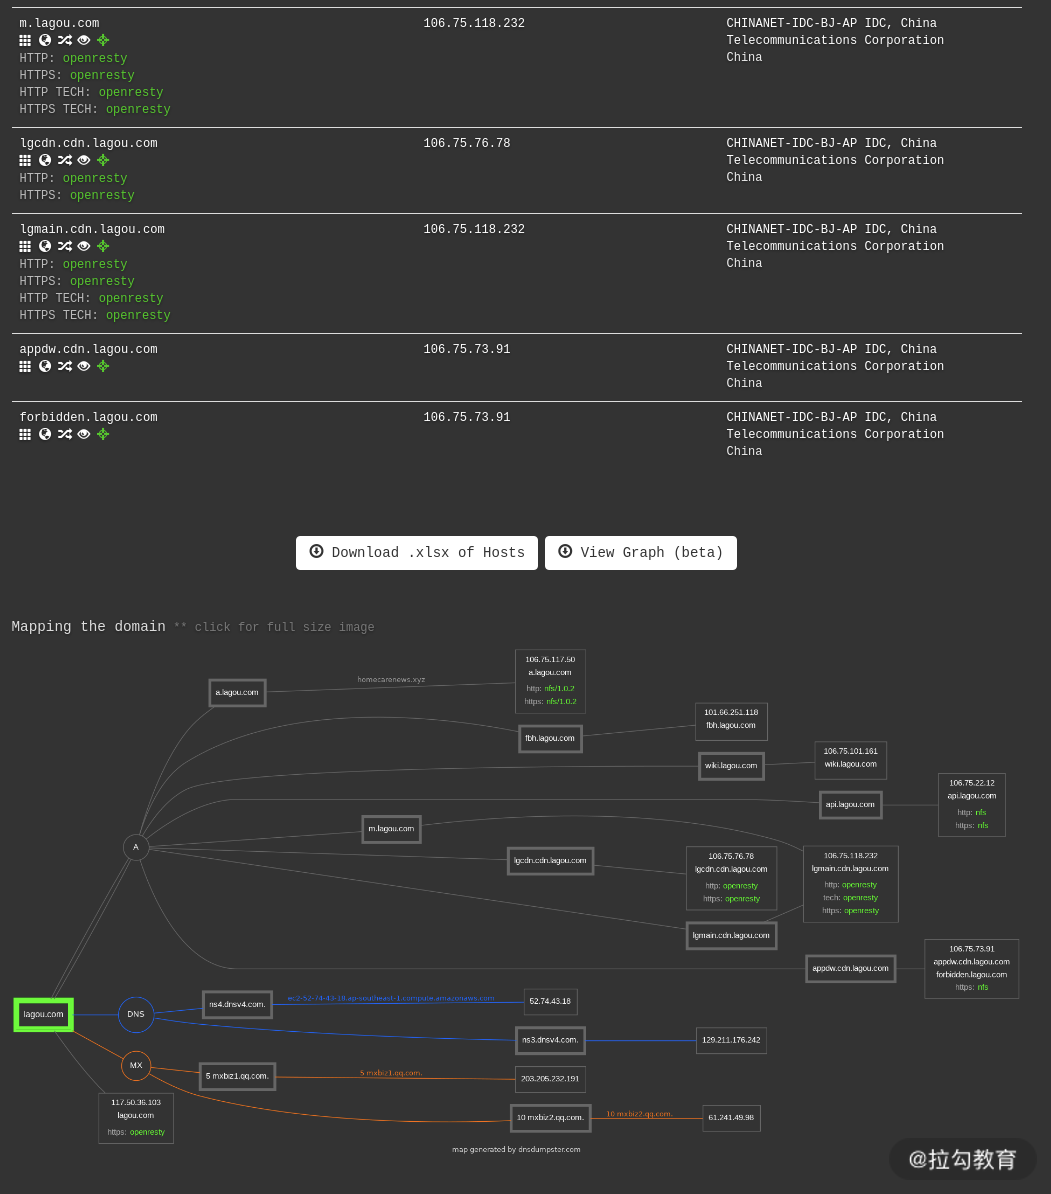 m.lagou.com 106.75.118.232 CHINANET-IDC-BJ-AP IDC, China
Telecommunications Corporation
HTTP: openresty China
HTTPS: openresty
HTTP TECH: openresty
HTTPS TECH: openresty
lgcdn.cdn.lagou.com 106.75.76.78 CHINANET-IDC-BJ-AP IDC, China
Telecommunications Corporation
HTTP: openresty China
HTTPS: openresty
lgmain.cdn.lagou.com 106.75.118.232 CHINANET-IDC-BJ-AP IDC, China
Telecommunications Corporation
HTTP: openresty China
HTTPS: openresty
HTTP TECH: openresty
HTTPS TECH: openresty
appdw.cdn.lagou.com 106.75.73.91 CHINANET-IDC-BJ-AP IDC, China
Telecommunications Corporation
China
forbidden.lagou.com 106.75.73.91 CHINANET-IDC-BJ-AP IDC, China
Telecommunications Corporation
China
Download .xlsx of Hosts View Graph (beta)
Mapping the domain ** click for full size image
106.75.117.50
a.lagou.com
http: nfs/1.0.2
https: nfs/1.0.2
homecarenews.xyz
a.lagou.com
101.66.251.118
fbh.lagou.com
fbh.lagou.com
106.75.101.161
wiki.lagou.com
wiki.lagou.com
106.75.22.12
api.lagou.com
http: nfs
https: nfs
api.lagou.com
m.lagou.com
A
lgcdn.cdn.lagou.com
106.75.76.78
lgcdn.cdn.lagou.com
http: openresty
https: openresty
106.75.118.232
lgmain.cdn.lagou.com
http: openresty
tech: openresty
https: openresty
lgmain.cdn.lagou.com
appdw.cdn.lagou.com
106.75.73.91
appdw.cdn.lagou.com
forbidden.lagou.com
https: nfs
lagou.com
DNS
ns4.dnsv4.com.
ec2-52-74-43-18.ap-southeast-1.compute.amazonaws.com
52.74.43.18
ns3.dnsv4.com.
129.211.176.242
MX
5 mxbiz1.qq.com.
5 mxbiz1.qq.com.
203.205.232.191
10 mxbiz2.qq.com.
10 mxbiz2.qq.com.
61.241.49.98
117.50.36.103
lagou.com
https: openresty
map generated by dnsdumpster.com
@拉勾教育